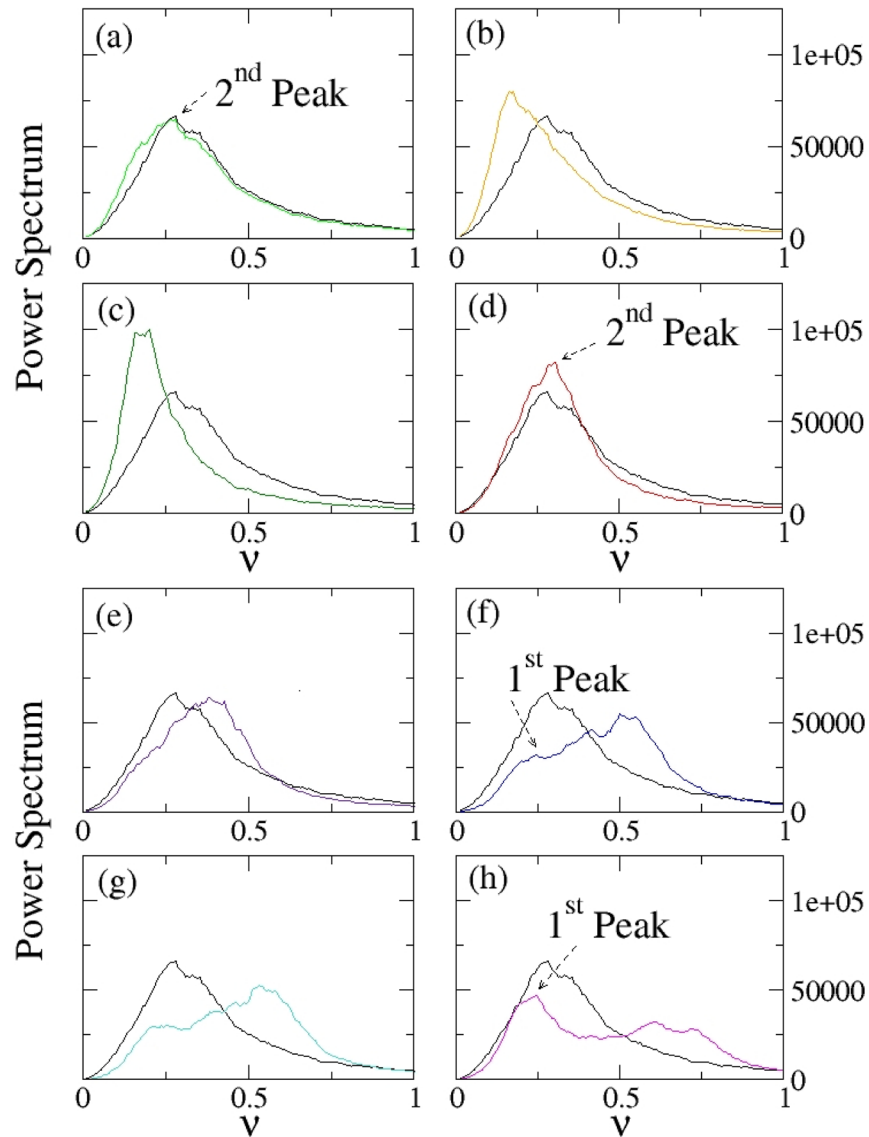 (a)
2nd Peak
(b)
1e+05
50000
0
0 0.5 1
0 0.5 1
(c)
(d)
2nd Peak
1e+05
50000
0
0 0.5 1
0 0.5 1
ν
ν
Power Spectrum
(e)
(f)
1st Peak
1e+05
50000
0
0 0.5 1
0 0.5 1
(g)
(h)
1st Peak
1e+05
50000
0
0 0.5 1
0 0.5 1
ν
ν
Power Spectrum